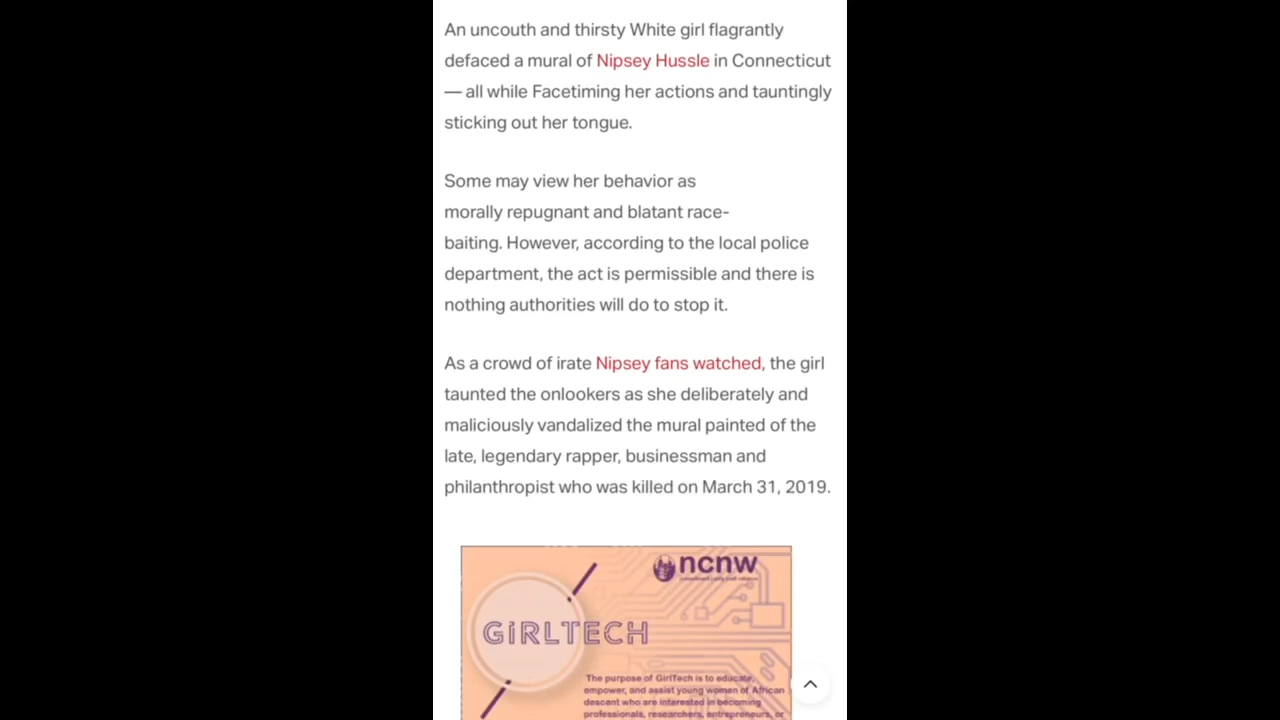 An uncouth and thirsty White girl flagrantly
defaced a mural of Nipsey Hussle in Connecticut
— all while Facetiming her actions and tauntingly
sticking out her tongue.
Some may view her behavior as
morally repugnant and blatant race-
baiting. However, according to the local police
department, the act is permissible and there is
nothing authorities will do to stop it.
As a crowd of irate Nipsey fans watched, the girl
taunted the onlookers as she deliberately and
maliciously vandalized the mural painted of the
late, legendary rapper, businessman and
philanthropist who was killed on March 31, 2019.
ncnw
GiRLTECH
The purpose of GirlTech is to educate,
empower, and assist young women of African
descent who are interested in becoming
professionals, researchers, entrepreneurs, or